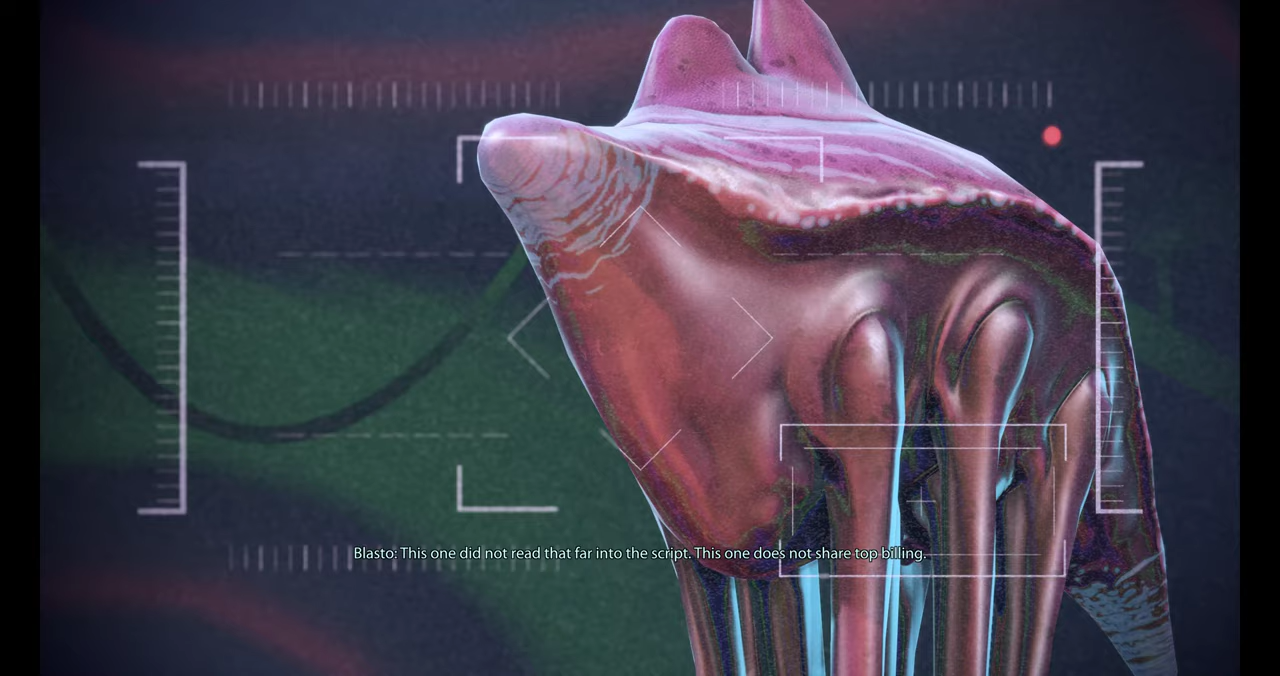 Blasto: This one did not read that far into the script. This one does not share top billing.